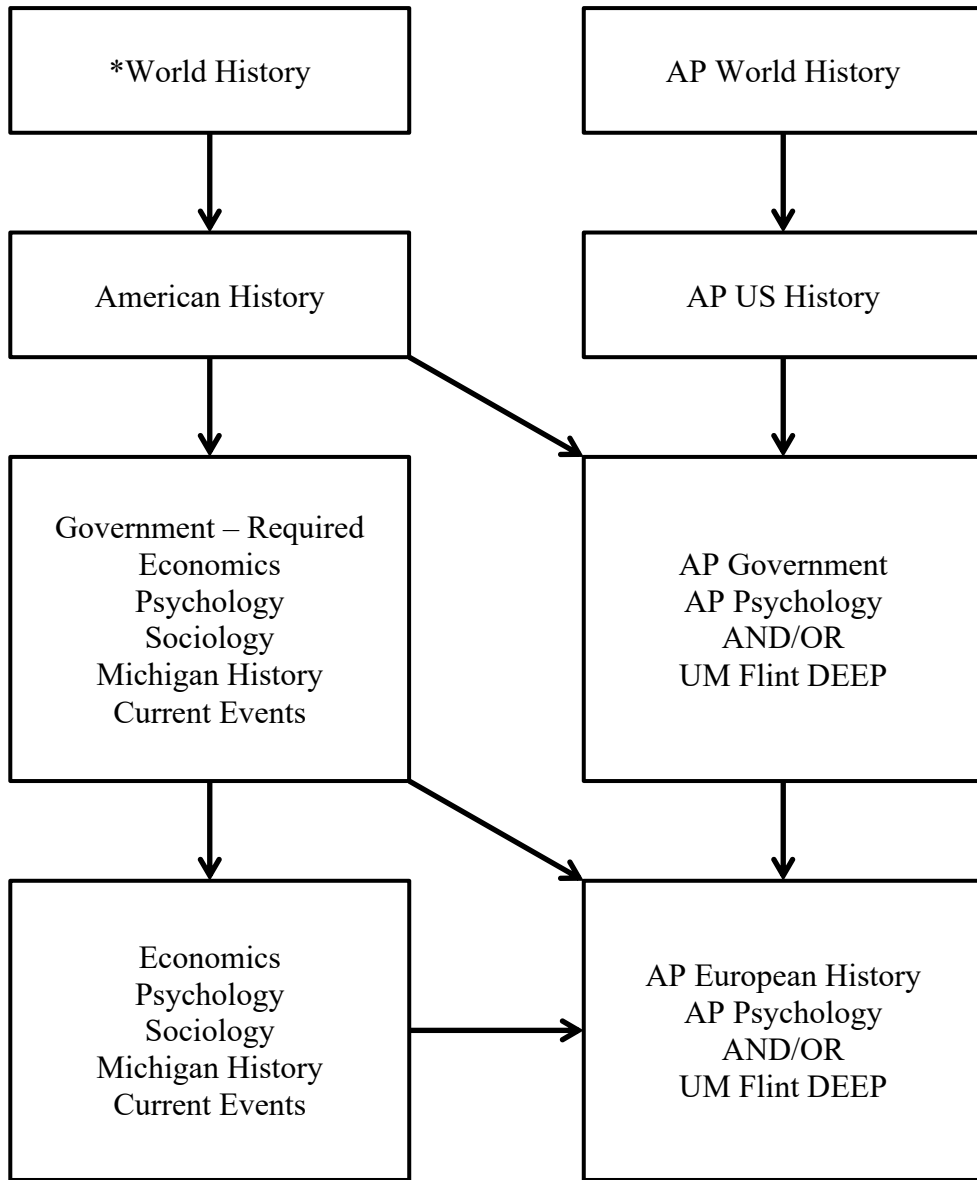 *World History
AP World History
American History
AP US History
Government – Required
Economics
Psychology
Sociology
Michigan History
Current Events
AP Government
AP Psychology
AND/OR
UM Flint DEEP
Economics
Psychology
Sociology
Michigan History
Current Events
AP European History
AP Psychology
AND/OR
UM Flint DEEP